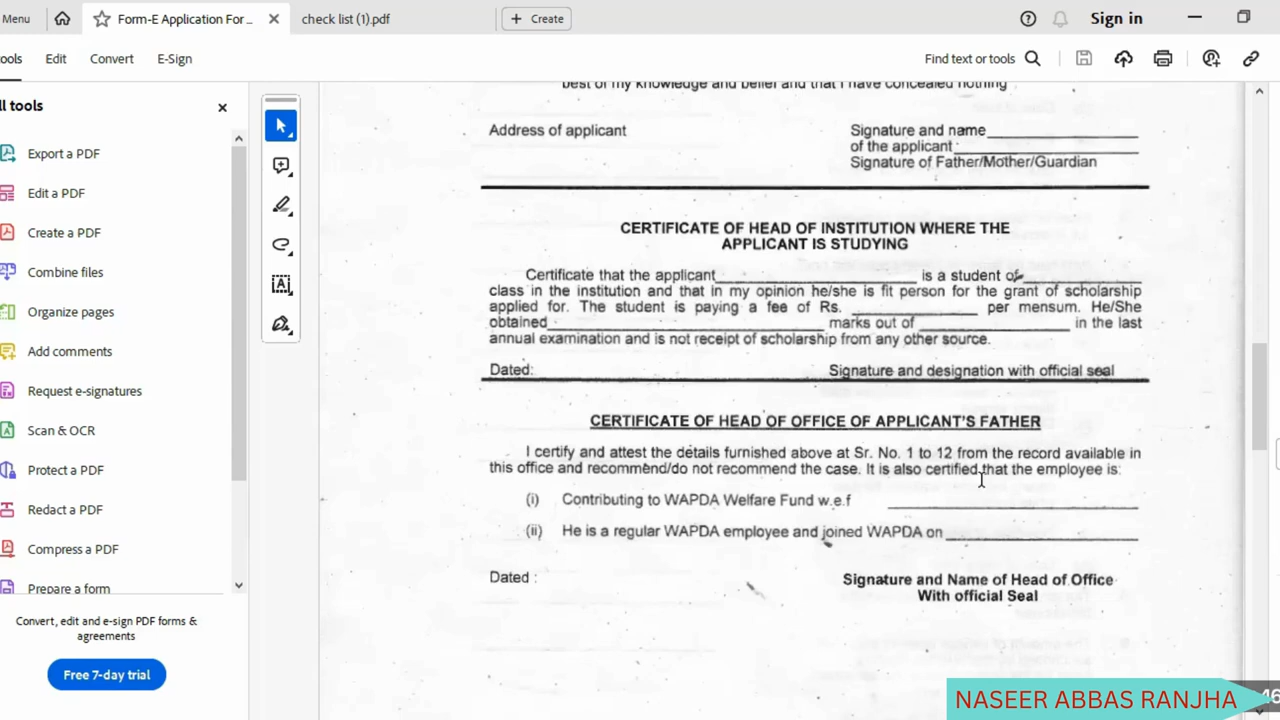 Menu
Form-E Application For ...
check list (1).pdf
Create
Sign in
ools
Edit
Convert
E-Sign
Find text or tools
ll tools
Export a PDF
Edit a PDF
Create a PDF
Combine files
Organize pages
Add comments
Request e-signatures
Scan & OCR
Protect a PDF
Redact a PDF
Compress a PDF
Prepare a form
Convert, edit and e-sign PDF forms &
agreements
Free 7-day trial
best of my knowledge and belief and that I have concealed nothing
Address of applicant
Signature and name
of the applicant
Signature of Father/Mother/Guardian
CERTIFICATE OF HEAD OF INSTITUTION WHERE THE
APPLICANT IS STUDYING
Certificate that the applicant is a student of
class in the institution and that in my opinion he/she is fit person for the grant of scholarship
applied for. The student is paying a fee of Rs. per mensum. He/She
obtained marks out of in the last
annual examination and is not receipt of scholarship from any other source.
Dated: Signature and designation with official seal
CERTIFICATE OF HEAD OF OFFICE OF APPLICANT'S FATHER
I certify and attest the details furnished above at Sr. No. 1 to 12 from the record available in
this office and recommend/do not recommend the case. It is also certified that the employee is:
(i) Contributing to WAPDA Welfare Fund w.e.f
(ii) He is a regular WAPDA employee and joined WAPDA on
Dated :
Signature and Name of Head of Office
With official Seal
NASEER ABBAS RANJHA
46